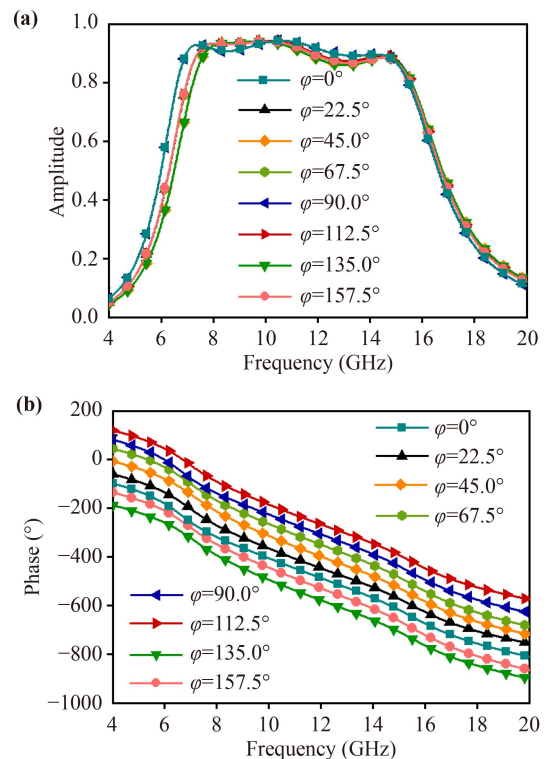 (a)
1.0
0.8
0.6
0.4
0.2
0.0
Amplitude
φ=0°
φ=22.5°
φ=45.0°
φ=67.5°
φ=90.0°
φ=112.5°
φ=135.0°
φ=157.5°
4 6 8 10 12 14 16 18 20
Frequency (GHz)
(b)
200
0
−200
−400
−600
−800
−1000
Phase (°)
φ=0°
φ=22.5°
φ=45.0°
φ=67.5°
φ=90.0°
φ=112.5°
φ=135.0°
φ=157.5°
4 6 8 10 12 14 16 18 20
Frequency (GHz)